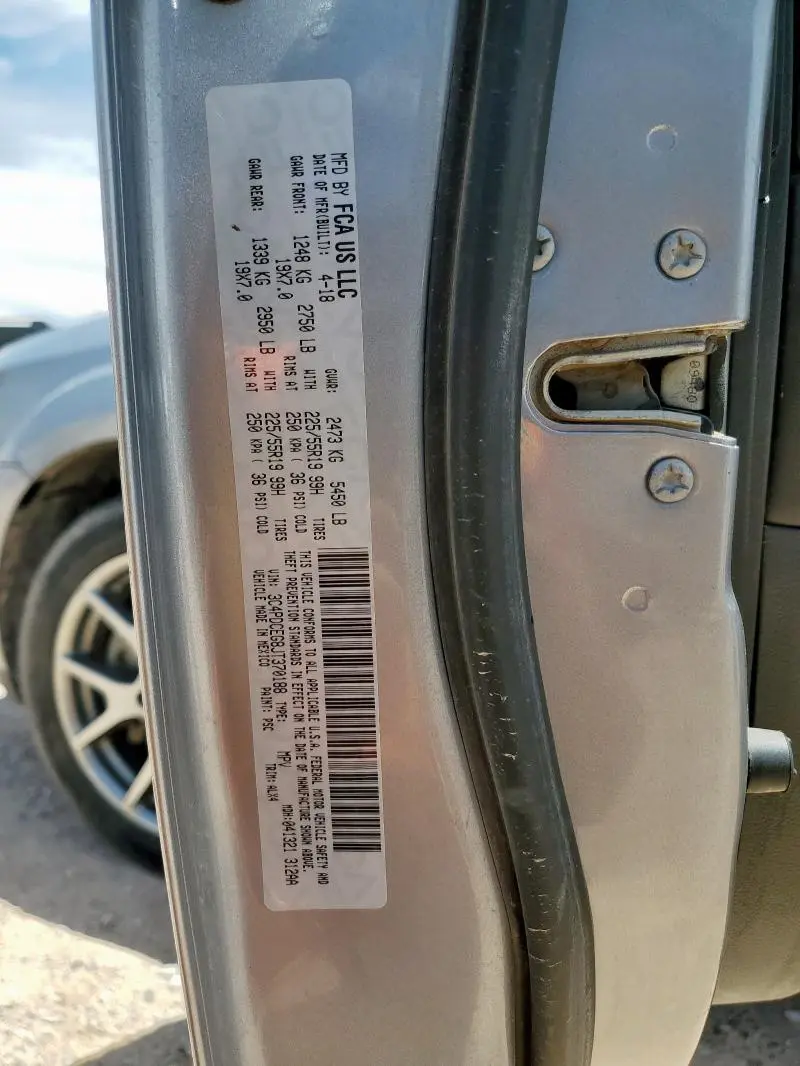 MFD BY FCA US LLC
DATE OF MFR(BUILT): 4-18 GVWR: 2473 KG 5450 LB
GAWR FRONT: 1248 KG 2750 LB WITH 225/55R19 99H TIRES
19X7.0 RIMS AT 250 KPA ( 36 PSI) COLD
GAWR REAR: 1339 KG 2950 LB WITH 225/55R19 99H TIRES
19X7.0 RIMS AT 250 KPA ( 36 PSI) COLD
THIS VEHICLE CONFORMS TO ALL APPLICABLE U.S.A. FEDERAL MOTOR VEHICLE SAFETY AND
THEFT PREVENTION STANDARDS IN EFFECT ON THE DATE OF MANUFACTURE SHOWN ABOVE.
VIN: 3C4PDCEG8JT370188 TYPE: MPV MDH:041321 312AA
VEHICLE MADE IN MEXICO PAINT: PSC TRIM: ALX4